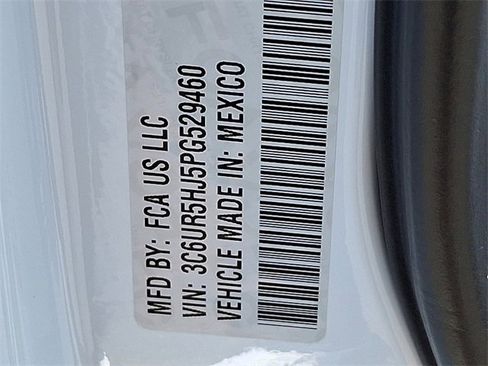 MFD BY: FCA US LLC
VIN: 3C6UR5HJ5PG529460
VEHICLE MADE IN: MEXICO